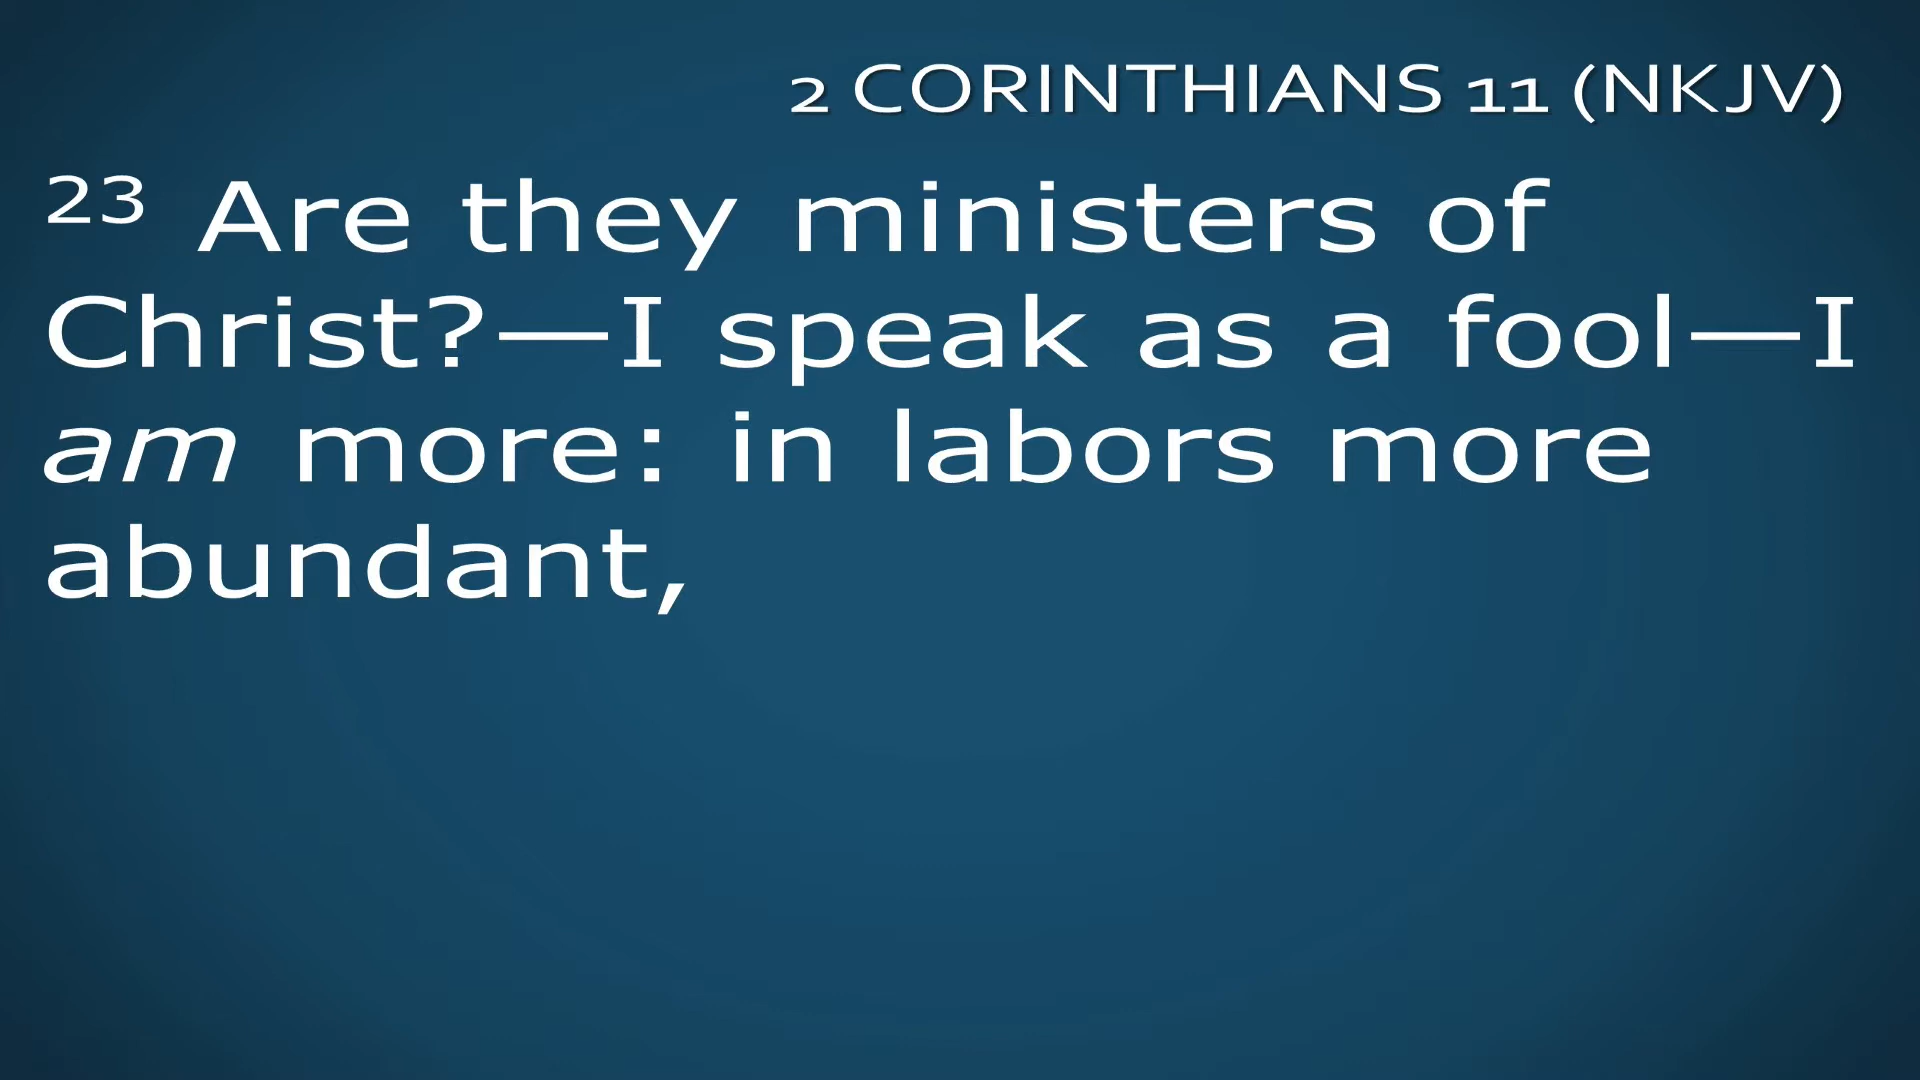 2 CORINTHIANS 11 (NKJV)
23 Are they ministers of
Christ?—I speak as a fool—I
am more: in labors more
abundant,